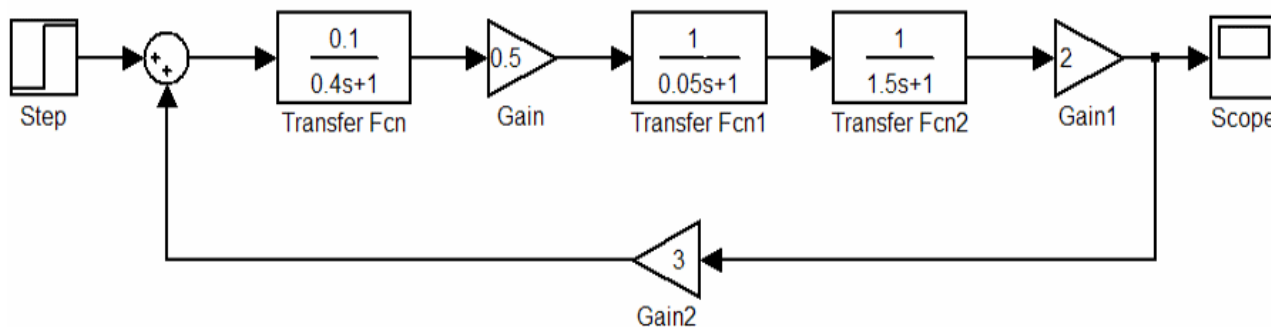 Step
+
+
0.1
0.4s+1
Transfer Fcn
0.5
Gain
1
0.05s+1
Transfer Fcn1
1
1.5s+1
Transfer Fcn2
2
Gain1
Scope
3
Gain2